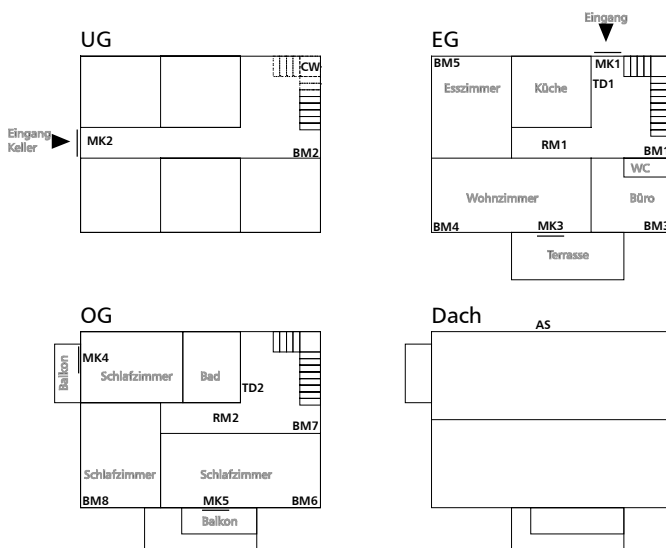 UG
CW
Eingang
Keller
MK2
BM2
Eingang
EG
BM5
MK1
TD1
Esszimmer
Küche
RM1
BM1
WC
Wohnzimmer
Büro
BM4
MK3
BM3
Terrasse
OG
MK4
Balkon
Schlafzimmer
Bad
TD2
RM2
BM7
Schlafzimmer
Schlafzimmer
BM8
MK5
BM6
Balkon
Dach
AS